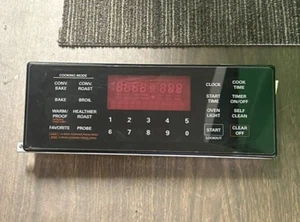 COOKING MODE
CONV. BAKE
CONV. ROAST
BAKE
BROIL
WARM/ PROOF
HEALTHIER ROAST
FAVORITE
PROBE
1 2 3 4 5
6 7 8 9 0
CLOCK
COOK TIME
START TIME
TIMER ON/OFF
OVEN LIGHT
SELF CLEAN
START
CLEAR OFF
LOCKOUT